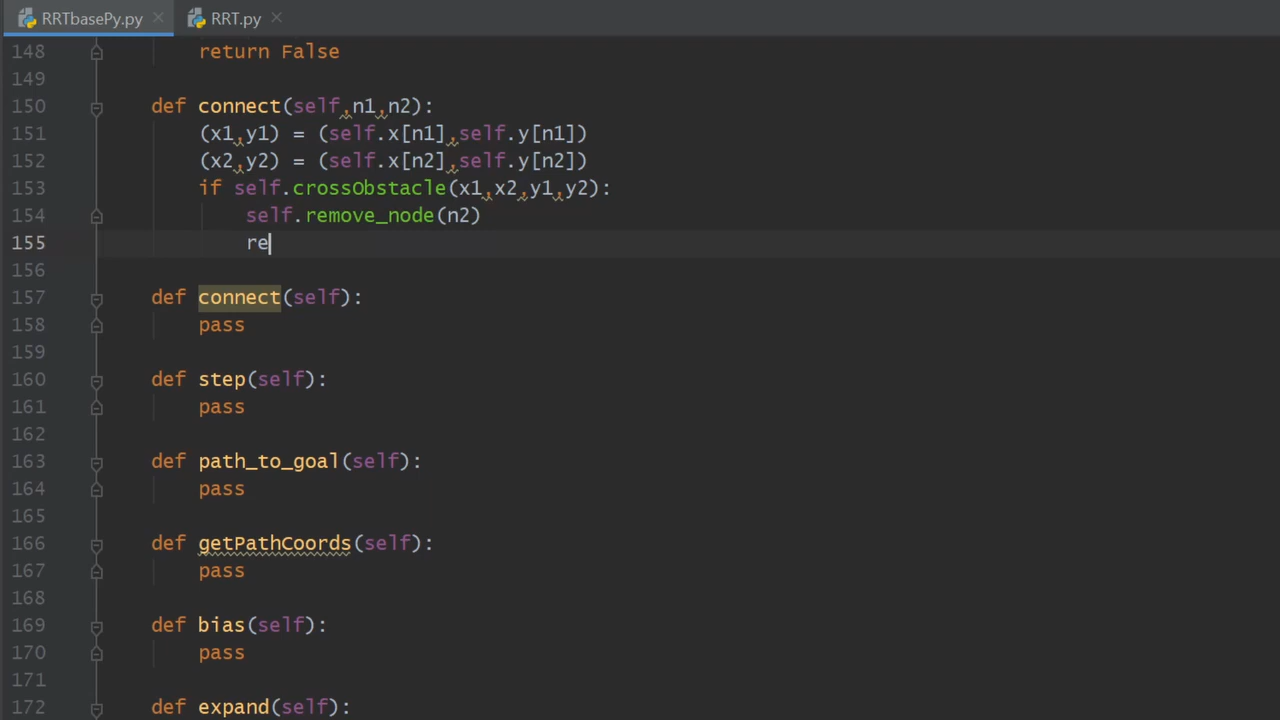 RRTbasePy.py RRT.py
148 return False
149
150 def connect(self,n1,n2):
151 (x1,y1) = (self.x[n1],self.y[n1])
152 (x2,y2) = (self.x[n2],self.y[n2])
153 if self.crossObstacle(x1,x2,y1,y2):
154 self.remove_node(n2)
155 re
156
157 def connect(self):
158 pass
159
160 def step(self):
161 pass
162
163 def path_to_goal(self):
164 pass
165
166 def getPathCoords(self):
167 pass
168
169 def bias(self):
170 pass
171
172 def expand(self):